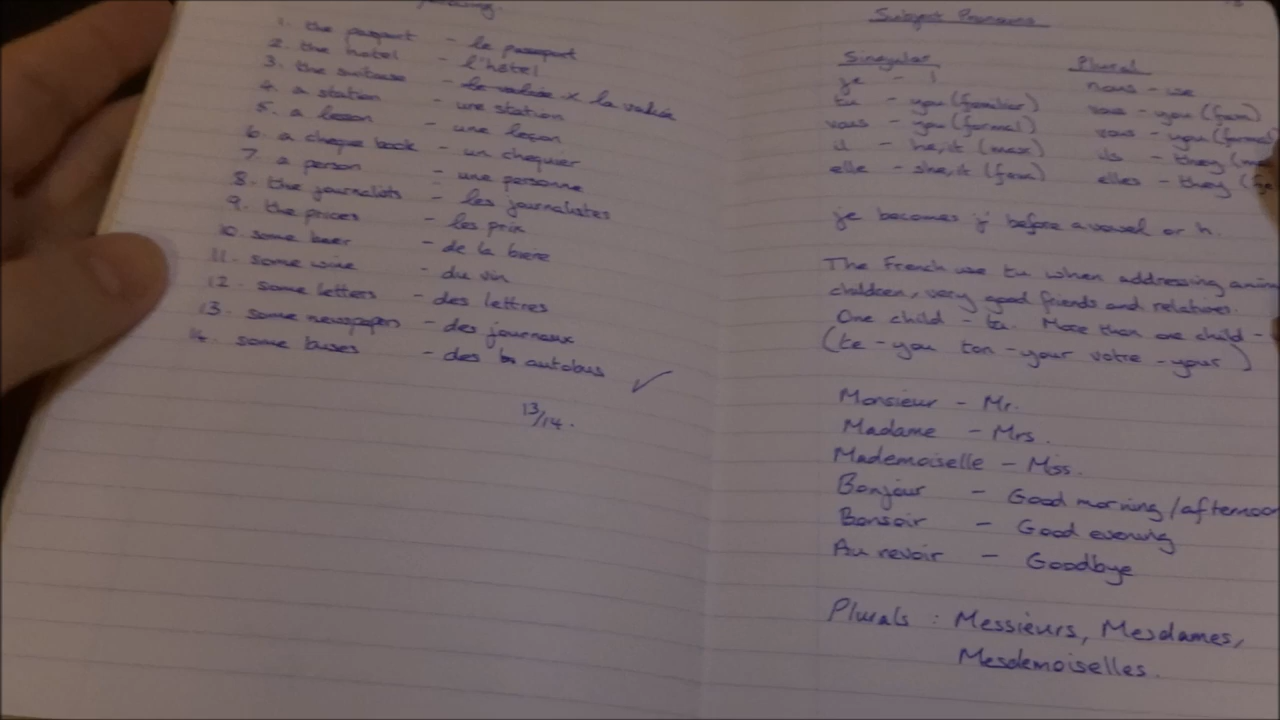 1. the passport - le passeport
2. the hotel - l'hôtel
3. the suitcase - le valise x la valise
4. a station - une station
5. a lesson - une leçon
6. a cheque book - un chequier
7. a person - une personne
8. the journalists - les journalistes
9. the prices - les prix
10. some beer - de la biere
11. some wine - du vin
12. some letters - des lettres
13. some newspapers - des journaux
14. some buses - des autobus ✓
13/14.
Subject Pronouns
Singular Plural
je - I nous - we
tu - you (familiar) vous - you (fam)
vous - you (formal) vous - you (formal
il - he, it (masc) ils - they
elle - she, it (fem) elles - they
je becomes j' before a vowel or h.
The French use tu when addressing
children, very good friends and relatives.
One child - tu. More than one child -
(te - you ton - your votre - your)
Monsieur - Mr.
Madame - Mrs.
Mademoiselle - Miss.
Bonjour - Good morning / afternoon
Bonsoir - Good evening
Au revoir - Goodbye
Plurals : Messieurs, Mesdames,
Mesdemoiselles.